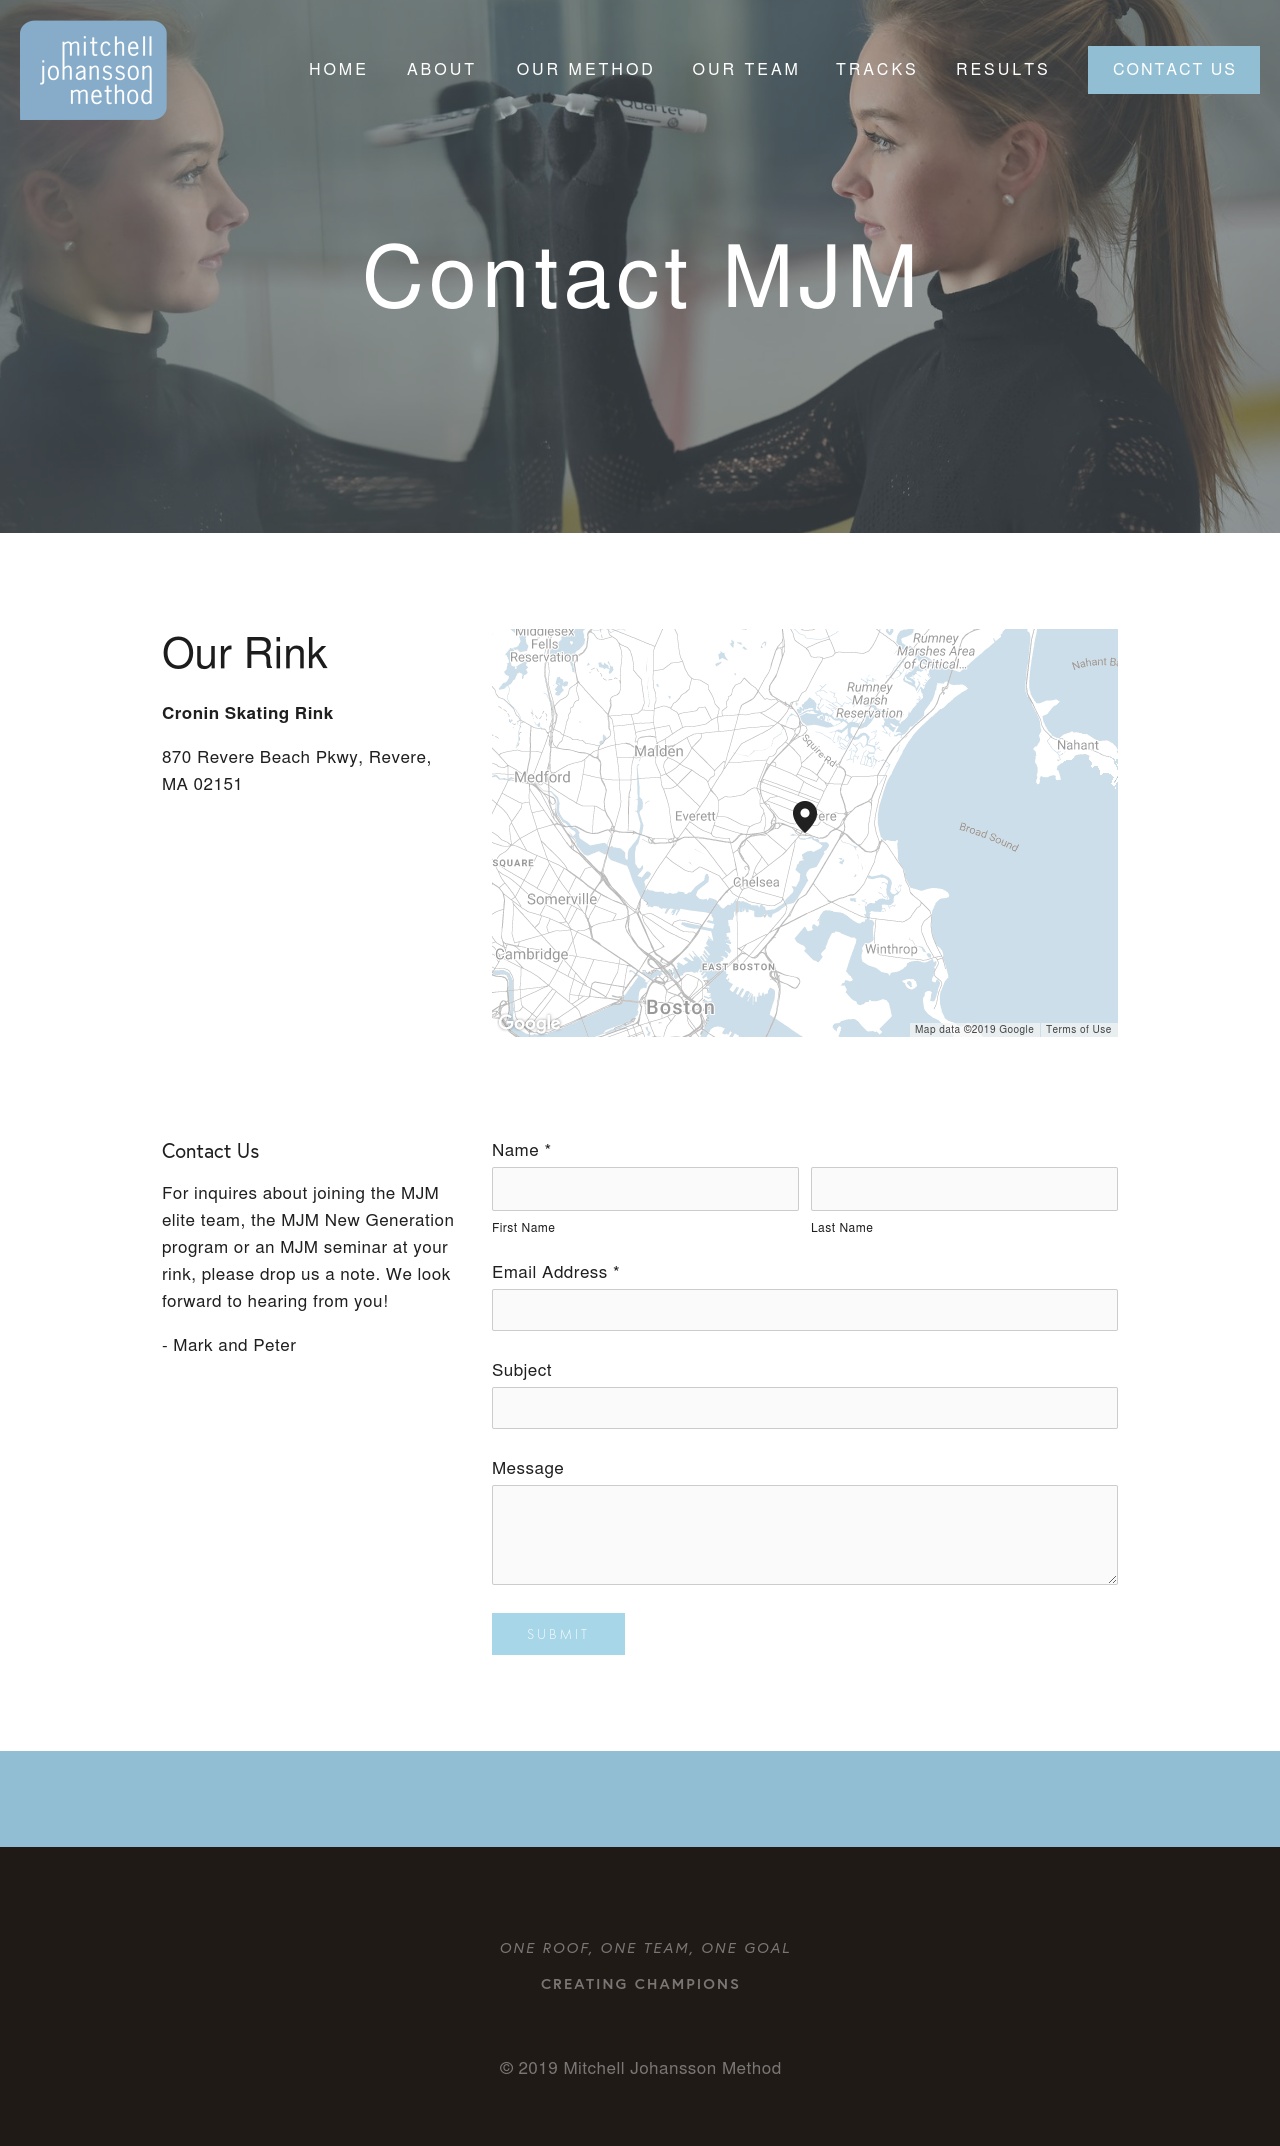 mitchell
johansson
method
HOME ABOUT OUR METHOD OUR TEAM TRACKS RESULTS CONTACT US
Quartet
Contact MJM
Our Rink
Cronin Skating Rink
870 Revere Beach Pkwy, Revere,
MA 02151
Middlesex
Fells
Reservation
Rumney
Marshes Area
of Critical...
Nahant Ba
Rumney
Marsh
Reservation
Squire Rd
Malden
Nahant
Medford
Everett
ere
Broad Sound
SQUARE
Chelsea
Somerville
Winthrop
Cambridge
EAST BOSTON
Boston
Google
Map data ©2019 Google Terms of Use
Contact Us
For inquires about joining the MJM
elite team, the MJM New Generation
program or an MJM seminar at your
rink, please drop us a note. We look
forward to hearing from you!
- Mark and Peter
Name *
First Name Last Name
Email Address *
Subject
Message
SUBMIT
ONE ROOF, ONE TEAM, ONE GOAL
CREATING CHAMPIONS
© 2019 Mitchell Johansson Method